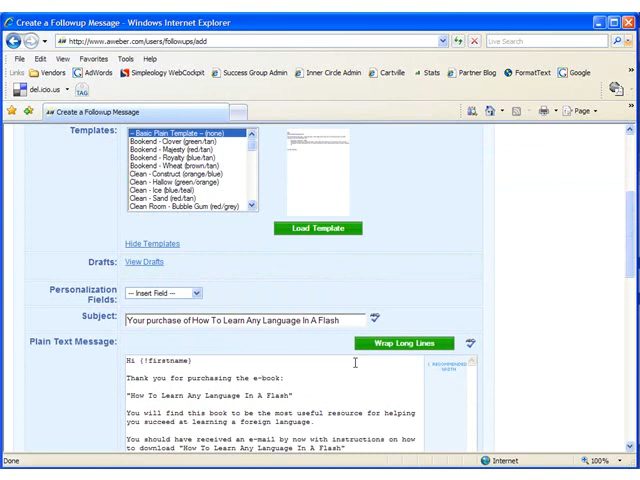 Create a Followup Message - Windows Internet Explorer
http://www.aweber.com/users/followups/add
Live Search
File Edit View Favorites Tools Help
Links Vendors AdWords Simpleology WebCockpit Success Group Admin Inner Circle Admin Cartville Stats Partner Blog FormatText Google
del.icio.us TAG
Create a Followup Message
Page
Templates:
-- Basic Plain Template -- (none)
Bookend - Clover (green/tan)
Bookend - Majesty (red/tan)
Bookend - Royalty (blue/tan)
Bookend - Wheat (brown/tan)
Clean - Construct (orange/blue)
Clean - Hallow (green/orange)
Clean - Ice (blue/teal)
Clean - Sand (red/tan)
Clean Room - Bubble Gum (red/grey)
Load Template
Hide Templates
Drafts: View Drafts
Personalization Fields: --- Insert Field ---
Subject: Your purchase of How To Learn Any Language In A Flash
Plain Text Message: Wrap Long Lines
RECOMMENDED WIDTH
Hi {!firstname}
Thank you for purchasing the e-book:
"How To Learn Any Language In A Flash"
You will find this book to be the most useful resource for helping
you succeed at learning a foreign language.
You should have received an e-mail by now with instructions on how
to download "How To Learn Any Language In A Flash"
Done Internet 100%